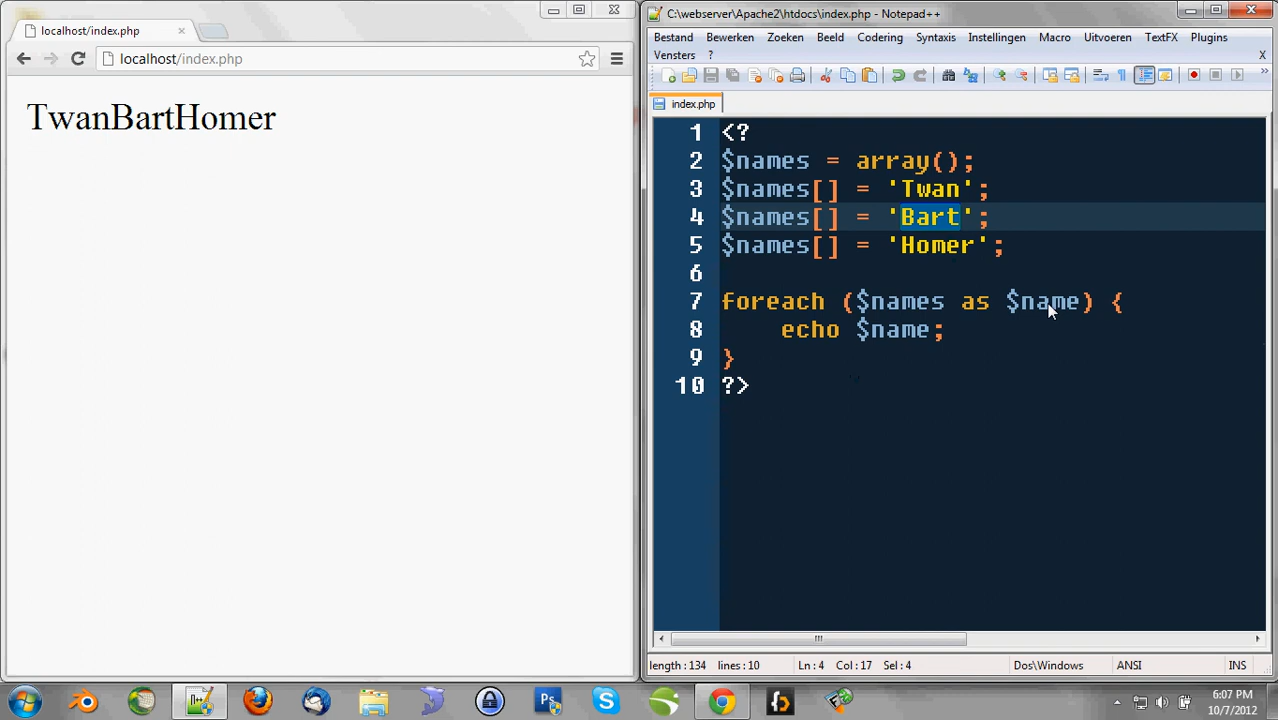 localhost/index.php
localhost/index.php
TwanBartHomer
C:\webserver\Apache2\htdocs\index.php - Notepad++
Bestand Bewerken Zoeken Beeld Codering Syntaxis Instellingen Macro Uitvoeren TextFX Plugins
Vensters ? X
index.php
1 <?
2 $names = array();
3 $names[] = 'Twan';
4 $names[] = 'Bart';
5 $names[] = 'Homer';
6
7 foreach ($names as $name) {
8 echo $name;
9 }
10 ?>
length : 134 lines : 10 Ln : 4 Col : 17 Sel : 4 Dos\Windows ANSI INS
Ps
6:07 PM
10/7/2012